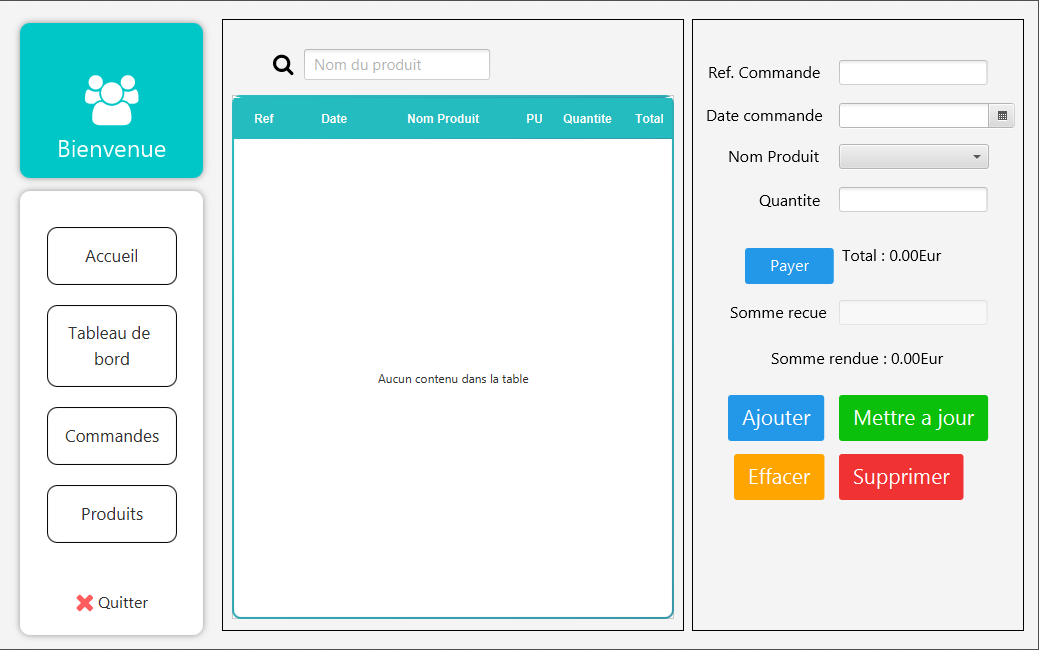 Bienvenue
Accueil
Tableau de
bord
Commandes
Produits
Quitter
Nom du produit
Ref Date Nom Produit PU Quantite Total
Aucun contenu dans la table
Ref. Commande
Date commande
Nom Produit
Quantite
Payer Total : 0.00Eur
Somme recue
Somme rendue : 0.00Eur
Ajouter Mettre a jour
Effacer Supprimer